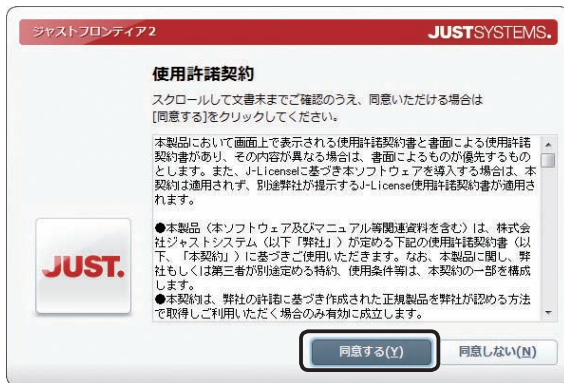 ジャストフロンティア2
JUSTSYSTEMS.
使用許諾契約
スクロールして文書末までご確認のうえ、同意いただける場合は
[同意する]をクリックしてください。
本製品において画面上で表示される使用許諾契約書と書面による使用許諾
契約書があり、その内容が異なる場合は、書面によるものが優先するもの
とします。また、J-Licenseに基づき本ソフトウェアを導入する場合は、本
契約は適用されず、別途弊社が提示するJ-License使用許諾契約書が適用さ
れます。
●本製品（本ソフトウェア及びマニュアル等関連資料を含む）は、株式会
社ジャストシステム（以下「弊社」）が定める下記の使用許諾契約書（以
下、「本契約」）に基づきご使用いただきます。なお、本製品に関し、弊
社もしくは第三者が別途定める特約、使用条件等は、本契約の一部を構成
します。
●本契約は、弊社の許諾に基づき作成された正規製品を弊社が認める方法
で取得しご利用いただく場合のみ有効に成立します。
JUST.
同意する(Y)
同意しない(N)